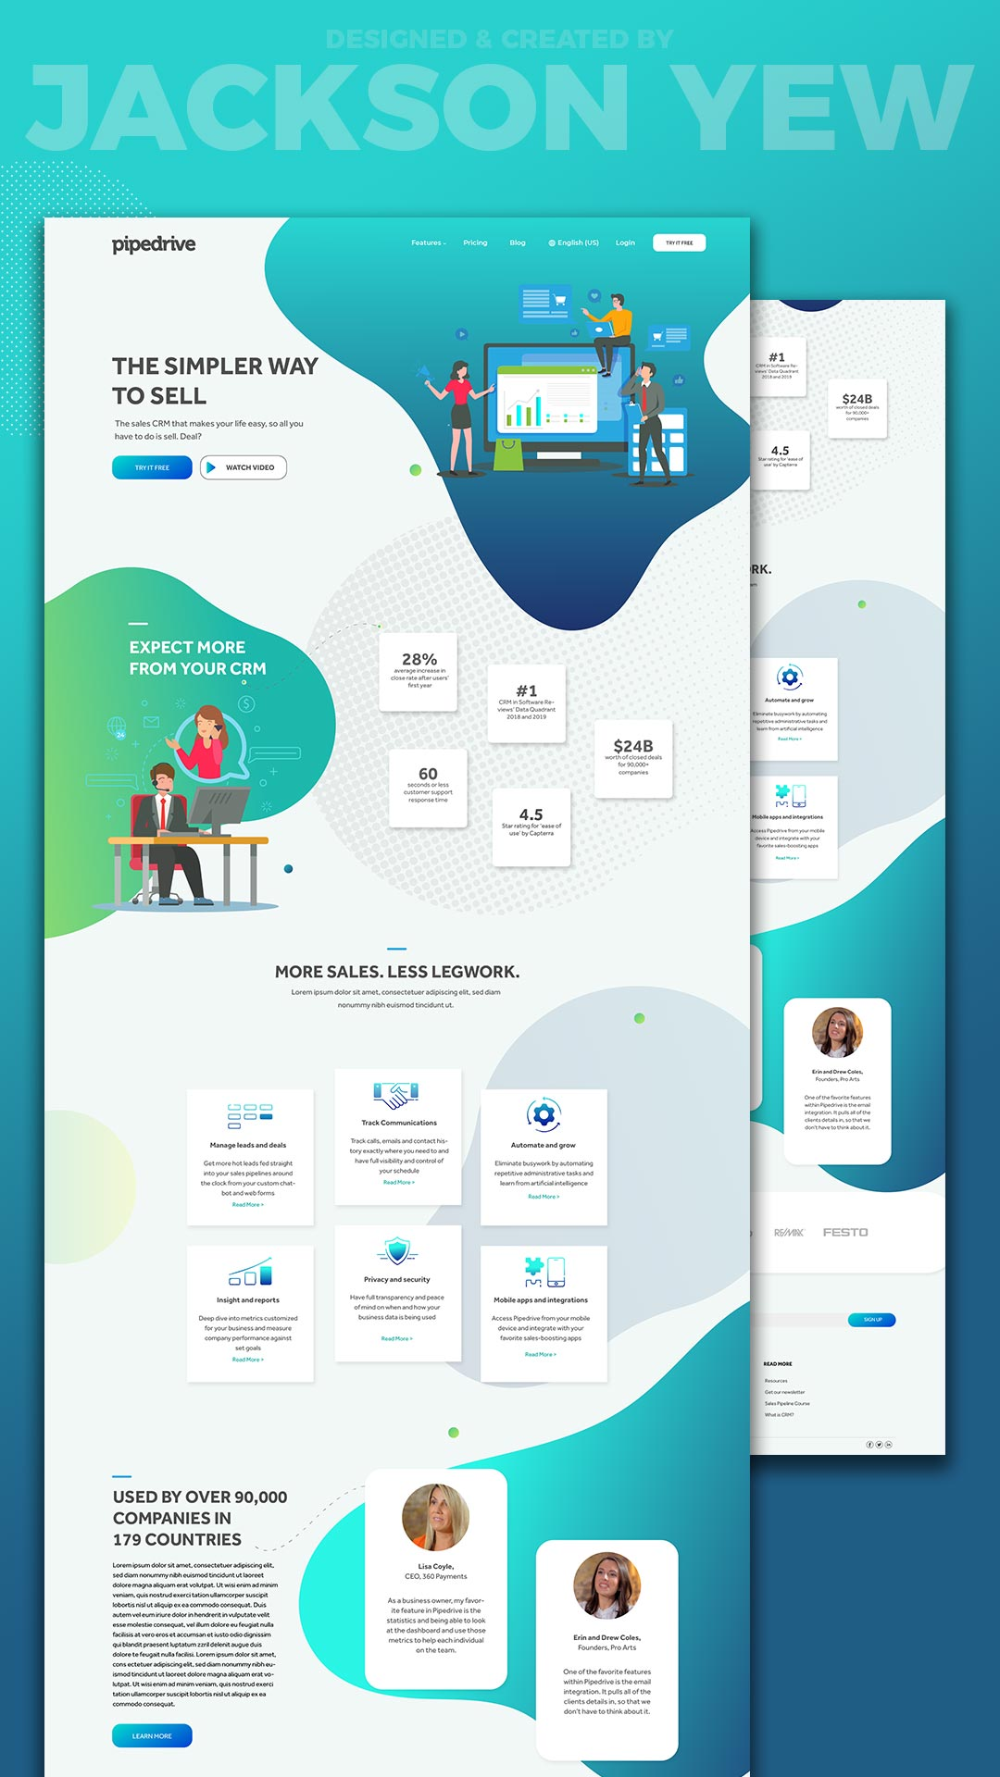 DESIGNED & CREATED BY
JACKSON YEW
pipedrive
Features
Pricing
Blog
English (US)
Login
TRY IT FREE
THE SIMPLER WAY
TO SELL
The sales CRM that makes your life easy, so all you
have to do is sell. Deal?
TRY IT FREE
WATCH VIDEO
EXPECT MORE
FROM YOUR CRM
24
28%
average increase in
close rate after users'
first year
#1
CRM in Software Re-
views' Data Quadrant
2018 and 2019
$24B
worth of closed deals
for 90,000+
companies
60
seconds or less
customer support
response time
4.5
Star rating for 'ease of
use' by Capterra
MORE SALES. LESS LEGWORK.
Lorem ipsum dolor sit amet, consectetuer adipiscing elit, sed diam
nonummy nibh euismod tincidunt ut.
Manage leads and deals
Get more hot leads fed straight
into your sales pipelines around
the clock from your custom chat-
bot and web forms
Read More >
Track Communications
Track calls, emails and contact his-
tory exactly where you need to and
have full visibility and control of
your schedule
Read More >
Automate and grow
Eliminate busywork by automating
repetitive administrative tasks and
learn from artificial intelligence
Read More >
Insight and reports
Deep dive into metrics customized
for your business and measure
company performance against
set goals
Read More >
Privacy and security
Have full transparency and peace
of mind on when and how your
business data is being used
Read More >
Mobile apps and integrations
Access Pipedrive from your mobile
device and integrate with your
favorite sales-boosting apps
Read More >
USED BY OVER 90,000
COMPANIES IN
179 COUNTRIES
Lorem ipsum dolor sit amet, consectetuer adipiscing elit,
sed diam nonummy nibh euismod tincidunt ut laoreet
dolore magna aliquam erat volutpat. Ut wisi enim ad minim
veniam, quis nostrud exerci tation ullamcorper suscipit
lobortis nisl ut aliquip ex ea commodo consequat. Duis
autem vel eum iriure dolor in hendrerit in vulputate velit
esse molestie consequat, vel illum dolore eu feugiat nulla
facilisis at vero eros et accumsan et iusto odio dignissim
qui blandit praesent luptatum zzril delenit augue duis
dolore te feugait nulla facilisi. Lorem ipsum dolor sit amet,
cons ectetuer adipiscing elit, sed diam nonummy nibh eu-
ismod tincidunt ut laoreet dolore magna aliquam erat vo-
lutpat. Ut wisi enim ad minim veniam, quis nostrud exerci
tation ullamcorper suscipit lobortis nisl ut aliquip ex ea
commodo consequat.
LEARN MORE
Lisa Coyle,
CEO, 360 Payments
As a business owner, my favor-
ite feature in Pipedrive is the
statistics and being able to look
at the dashboard and use those
metrics to help each individual
on the team.
Erin and Drew Coles,
Founders, Pro Arts
One of the favorite features
within Pipedrive is the email
integration. It pulls all of the
clients details in, so that we
don't have to think about it.
#1
CRM in Software Re-
views' Data Quadrant
2018 and 2019
$24B
worth of closed deals
for 90,000+
companies
4.5
Star rating for 'ease of
use' by Capterra
RK.
Automate and grow
Eliminate busywork by automating
repetitive administrative tasks and
learn from artificial intelligence
Read More >
Mobile apps and integrations
Access Pipedrive from your mobile
device and integrate with your
favorite sales-boosting apps
Read More >
Erin and Drew Coles,
Founders, Pro Arts
One of the favorite features
within Pipedrive is the email
integration. It pulls all of the
clients details in, so that we
don't have to think about it.
RE/MAX
FESTO
SIGN UP
READ MORE
Resources
Get our newsletter
Sales Pipeline Course
What is CRM?